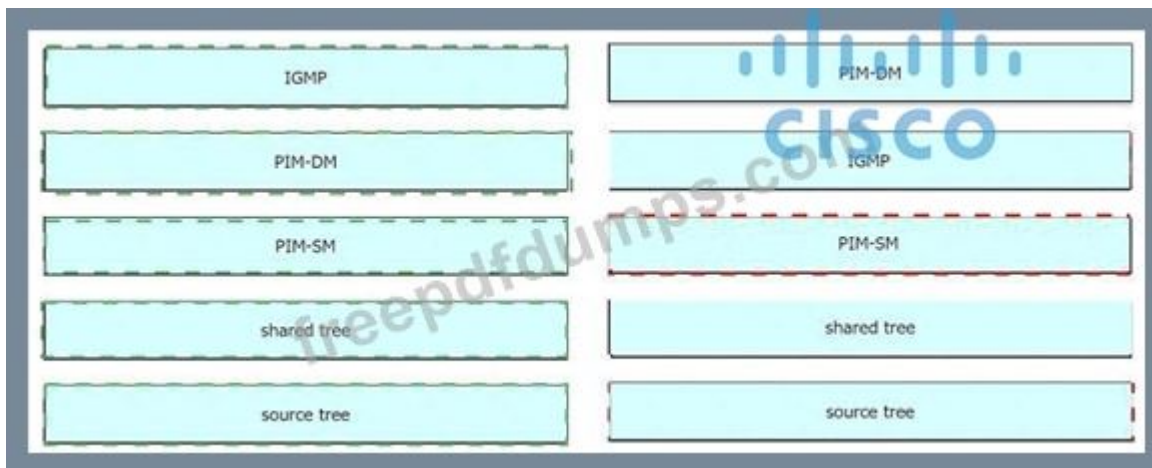 IGMP
PIM-DM
PIM-DM
CISCO
IGMP
PIM-SM
PIM-SM
freepdfdumps.com
shared tree
shared tree
source tree
source tree